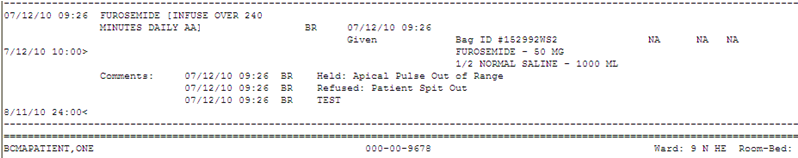 07/12/10 09:26 FUROSEMIDE [INFUSE OVER 240
MINUTES DAILY AA] BR 07/12/10 09:26
Given Bag ID #152992WS2 NA NA NA
7/12/10 10:00> FUROSEMIDE - 50 MG
1/2 NORMAL SALINE - 1000 ML
Comments: 07/12/10 09:26 BR Held: Apical Pulse Out of Range
07/12/10 09:26 BR Refused: Patient Spit Out
07/12/10 09:26 BR TEST
8/11/10 24:00<
BCMAPATIENT,ONE 000-00-9678 Ward: 9 N HE Room-Bed: